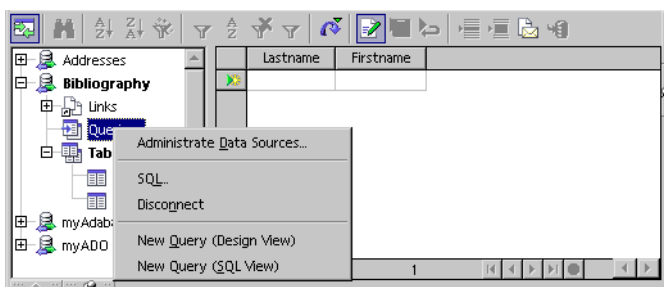 Lastname Firstname
Addresses
Bibliography
Links
Administrate Data Sources...
SQL...
Disconnect
New Query (Design View)
New Query (SQL View)
myADO
1